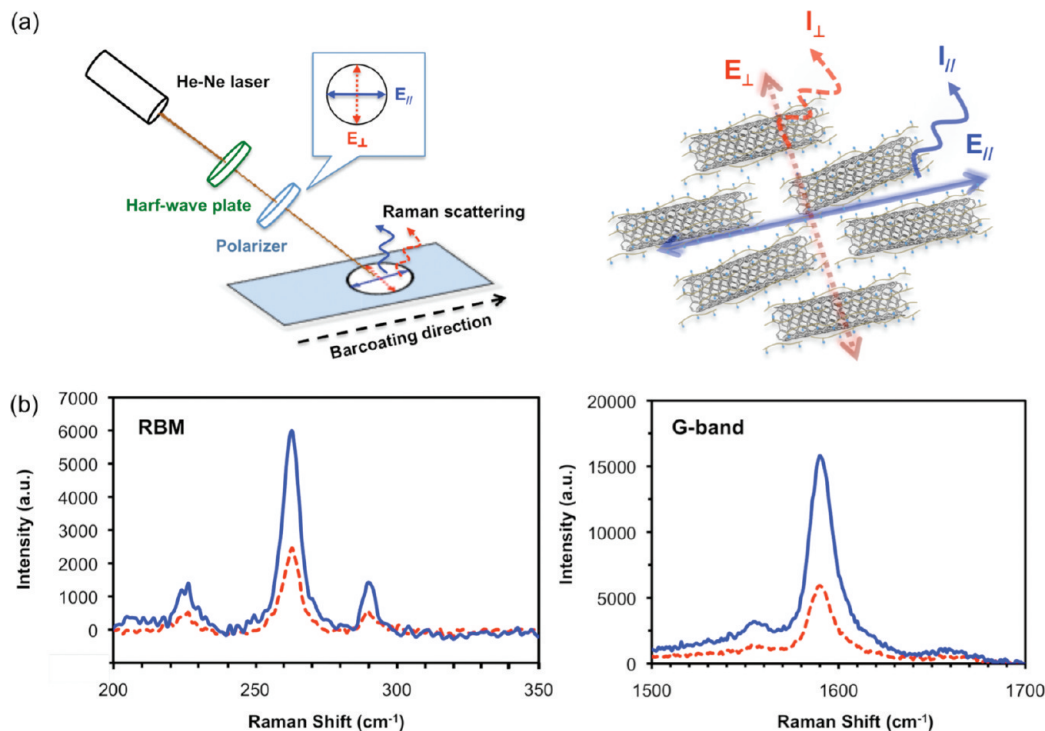 (a)
He-Ne laser
E//
E⊥
Harf-wave plate
Polarizer
Raman scattering
Barcoating direction
I⊥
E⊥
I//
E//
(b)
RBM
7000
6000
5000
4000
3000
2000
1000
0
Intensity (a.u.)
200
250
300
350
Raman Shift (cm⁻¹)
G-band
20000
15000
10000
5000
0
Intensity (a.u.)
1500
1600
1700
Raman Shift (cm⁻¹)